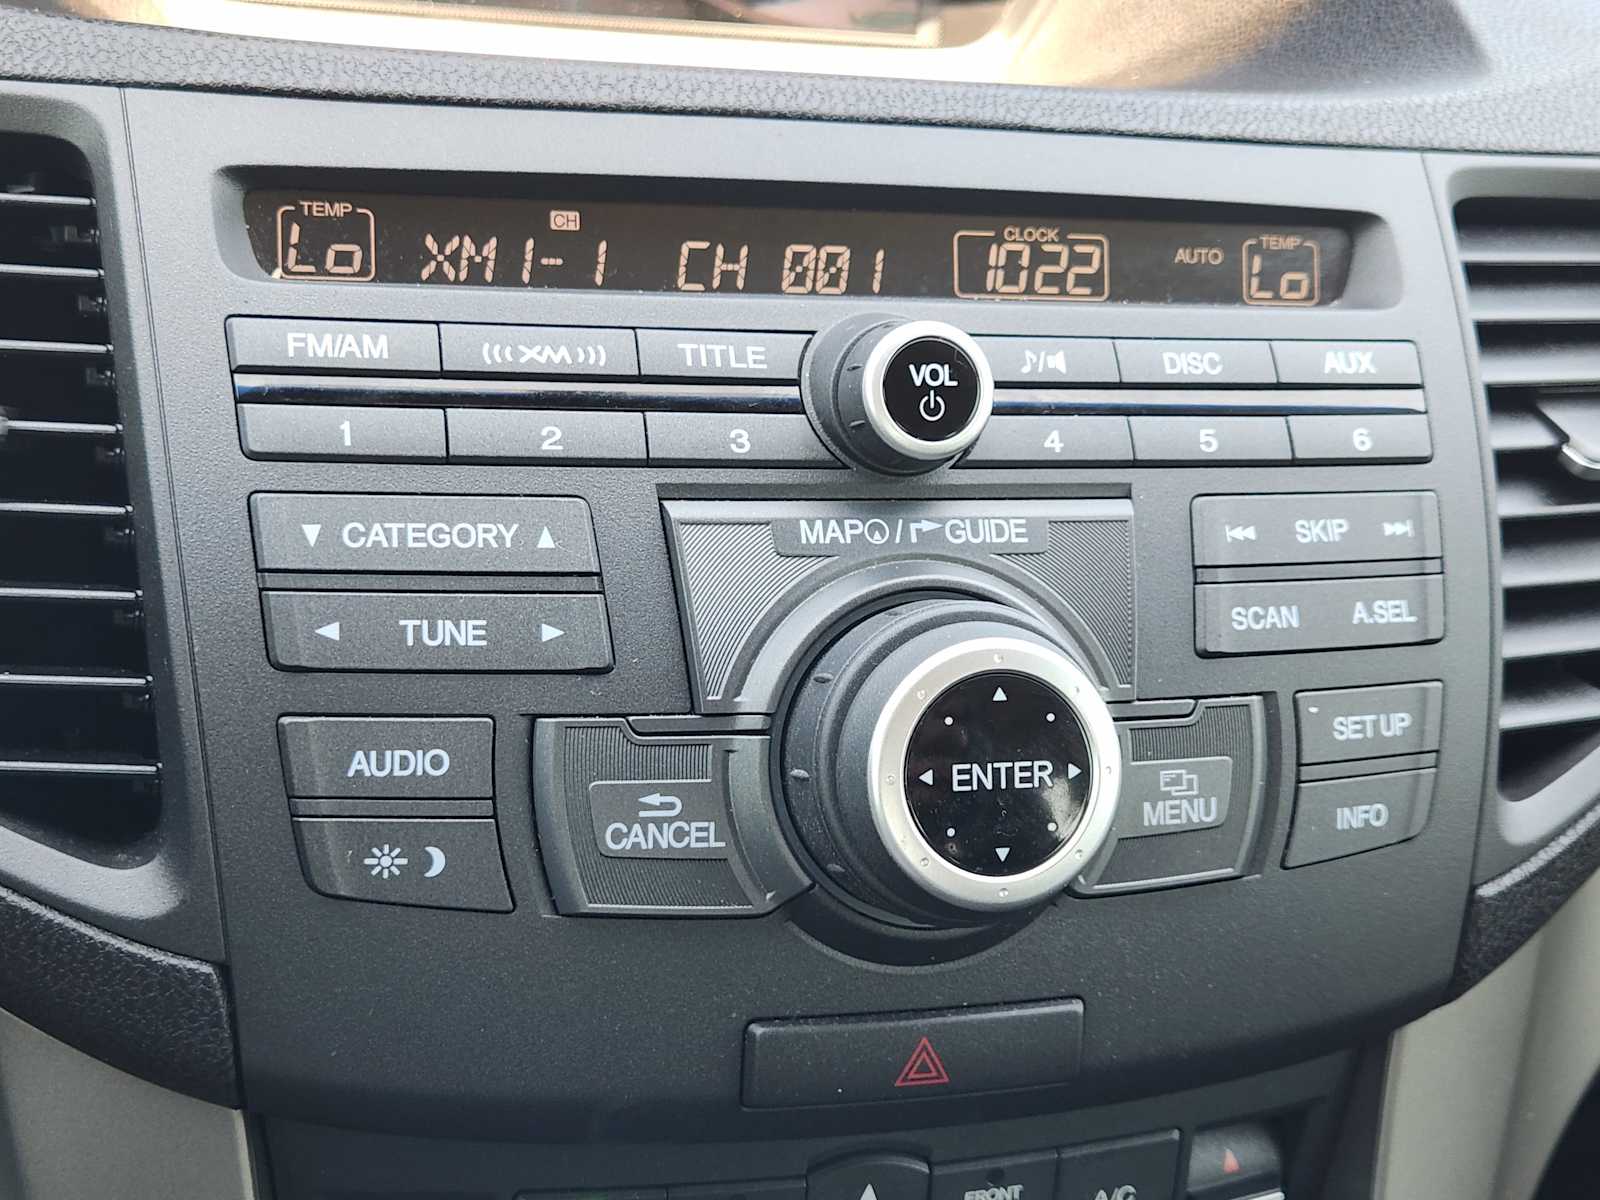 TEMP CH CLOCK AUTO TEMP
Lo XM1-1 CH 001 1022 Lo
FM/AM XM TITLE VOL DISC AUX
1 2 3 4 5 6
CATEGORY MAP / GUIDE SKIP
TUNE SCAN A.SEL
AUDIO ENTER SET UP
CANCEL MENU INFO
FRONT A/C